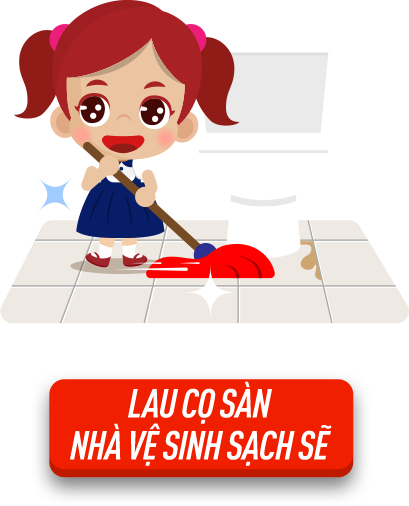 LAU CỌ SÀN
NHÀ VỆ SINH SẠCH SẼ